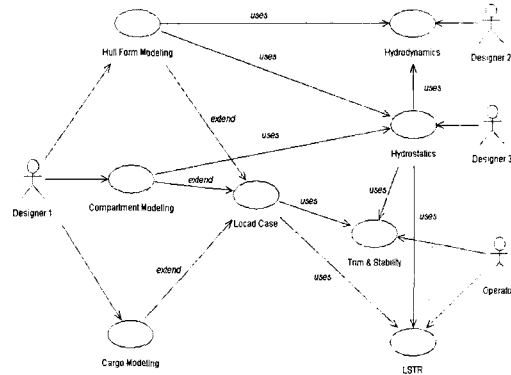 uses
Hull Form Modeling
Hydrodynamics
Designer 2
uses
uses
extend
uses
Hydrostatics
Designer 3
extend
uses
uses
Designer 1
Compartment Modeling
uses
Locad Case
Trim & Stability
extend
uses
Operato
Cargo Modeling
LSTR